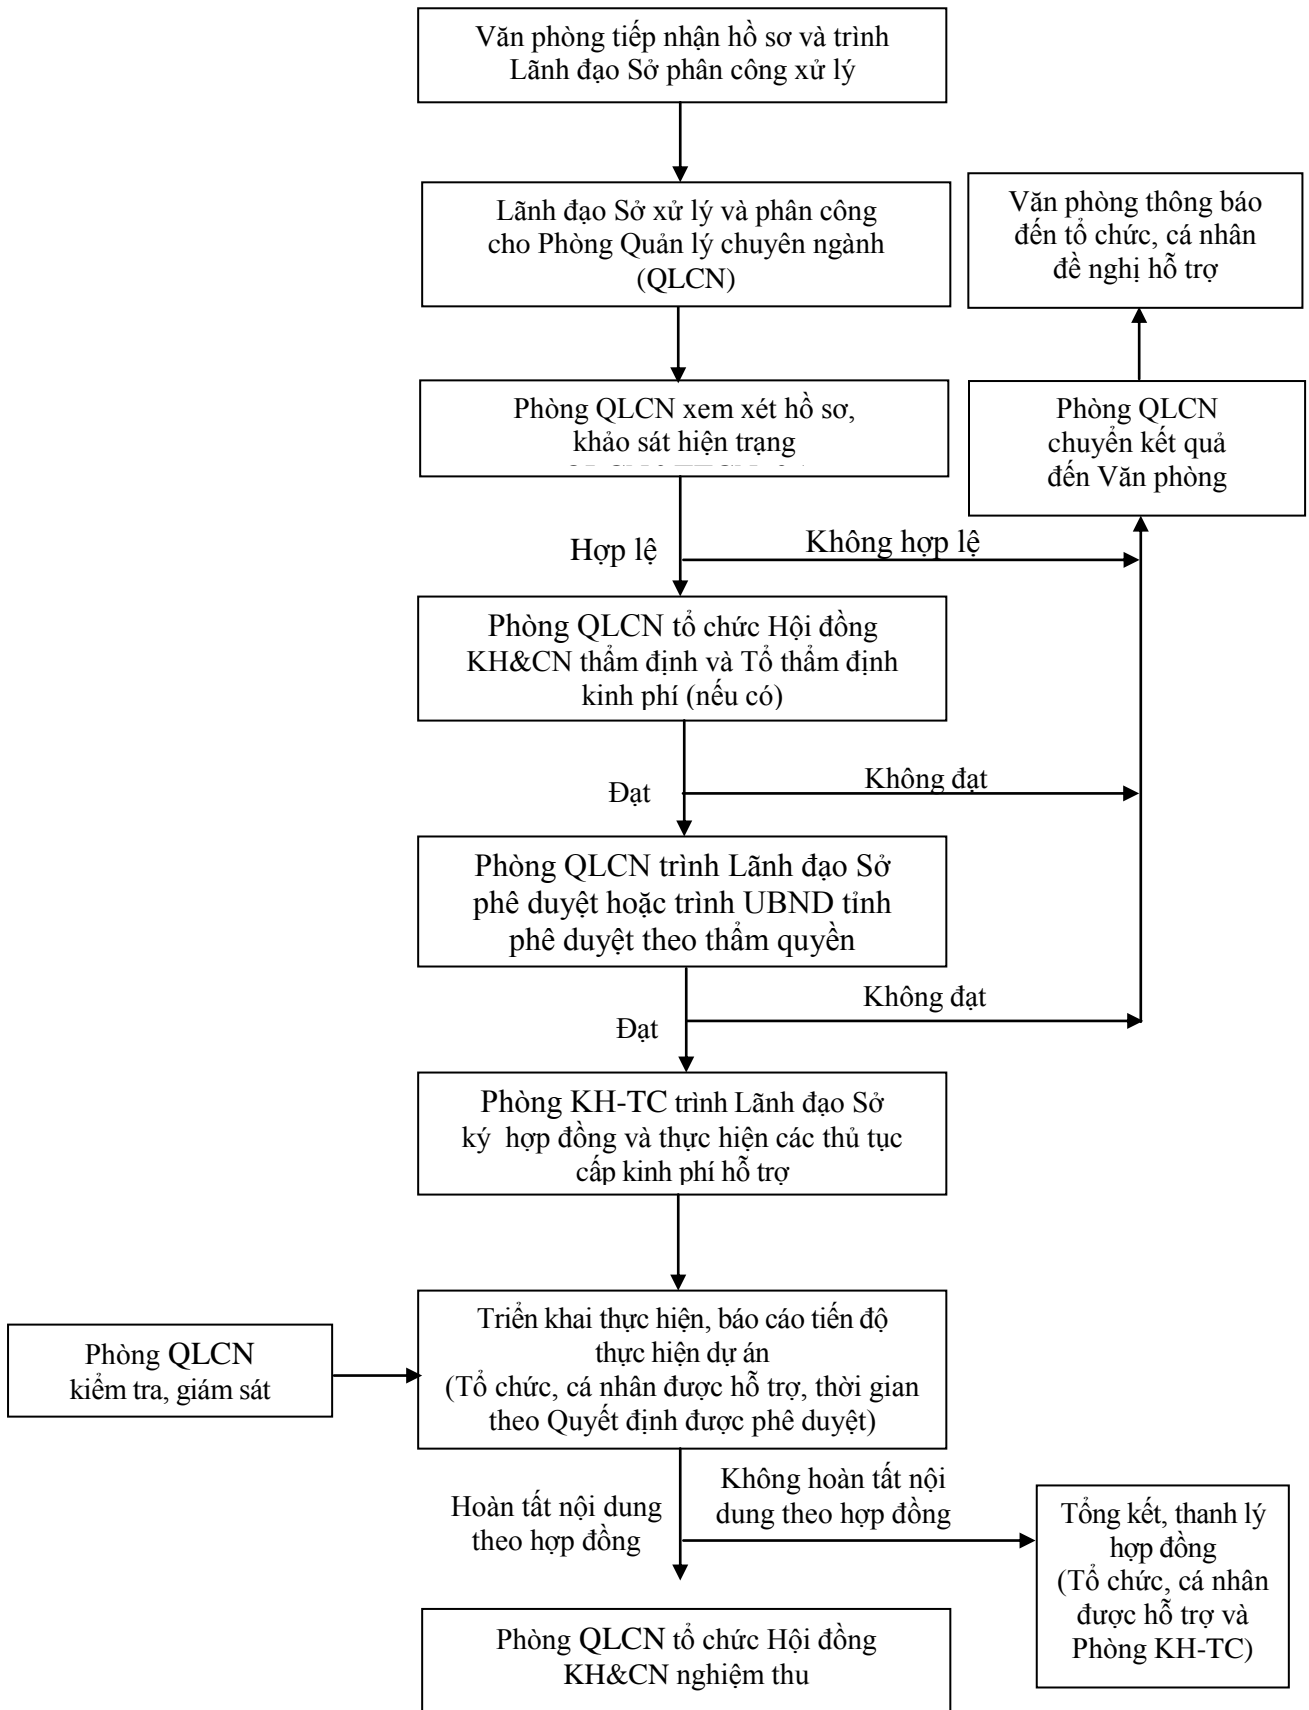 Văn phòng tiếp nhận hồ sơ và trình
Lãnh đạo Sở phân công xử lý
Lãnh đạo Sở xử lý và phân công
cho Phòng Quản lý chuyên ngành
(QLCN)
Văn phòng thông báo
đến tổ chức, cá nhân
đề nghị hỗ trợ
Phòng QLCN xem xét hồ sơ,
khảo sát hiện trạng
Phòng QLCN
chuyển kết quả
đến Văn phòng
Hợp lệ
Không hợp lệ
Phòng QLCN tổ chức Hội đồng
KH&CN thẩm định và Tổ thẩm định
kinh phí (nếu có)
Đạt
Không đạt
Phòng QLCN trình Lãnh đạo Sở
phê duyệt hoặc trình UBND tỉnh
phê duyệt theo thẩm quyền
Đạt
Không đạt
Phòng KH-TC trình Lãnh đạo Sở
ký hợp đồng và thực hiện các thủ tục
cấp kinh phí hỗ trợ
Phòng QLCN
kiểm tra, giám sát
Triển khai thực hiện, báo cáo tiến độ
thực hiện dự án
(Tổ chức, cá nhân được hỗ trợ, thời gian
theo Quyết định được phê duyệt)
Hoàn tất nội dung
theo hợp đồng
Không hoàn tất nội
dung theo hợp đồng
Tổng kết, thanh lý
hợp đồng
(Tổ chức, cá nhân
được hỗ trợ và
Phòng KH-TC)
Phòng QLCN tổ chức Hội đồng
KH&CN nghiệm thu